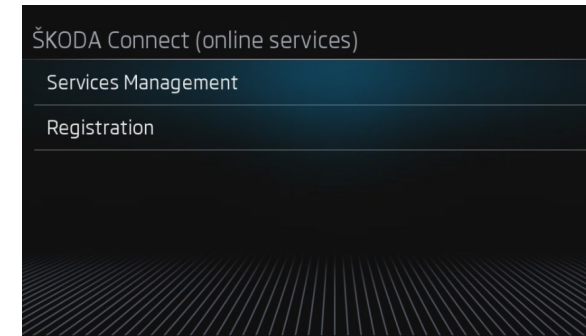 ŠKODA Connect (online services)
Services Management
Registration